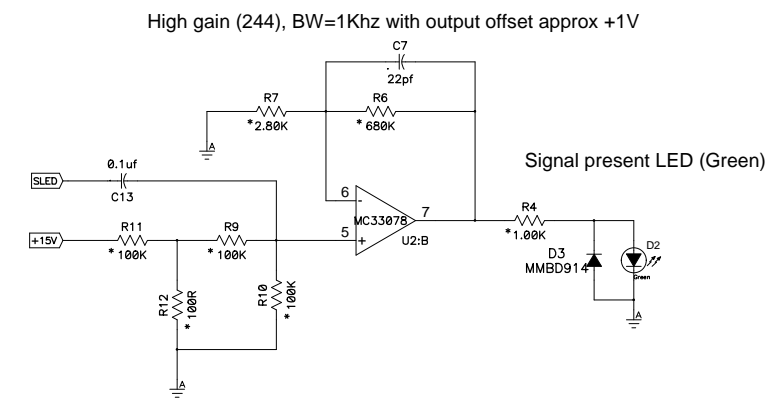 High gain (244), BW=1Khz with output offset approx +1V
C7
22pf
R7
*2.80K
R6
*680K
A
0.1uf
C13
SLED
Signal present LED (Green)
6
-
MC33078
7
5
+
U2:B
R4
*1.00K
R11
*100K
R9
*100K
+15V
D3
MMBD914
D2
Green
R12
*100R
R10
*100K
A
A